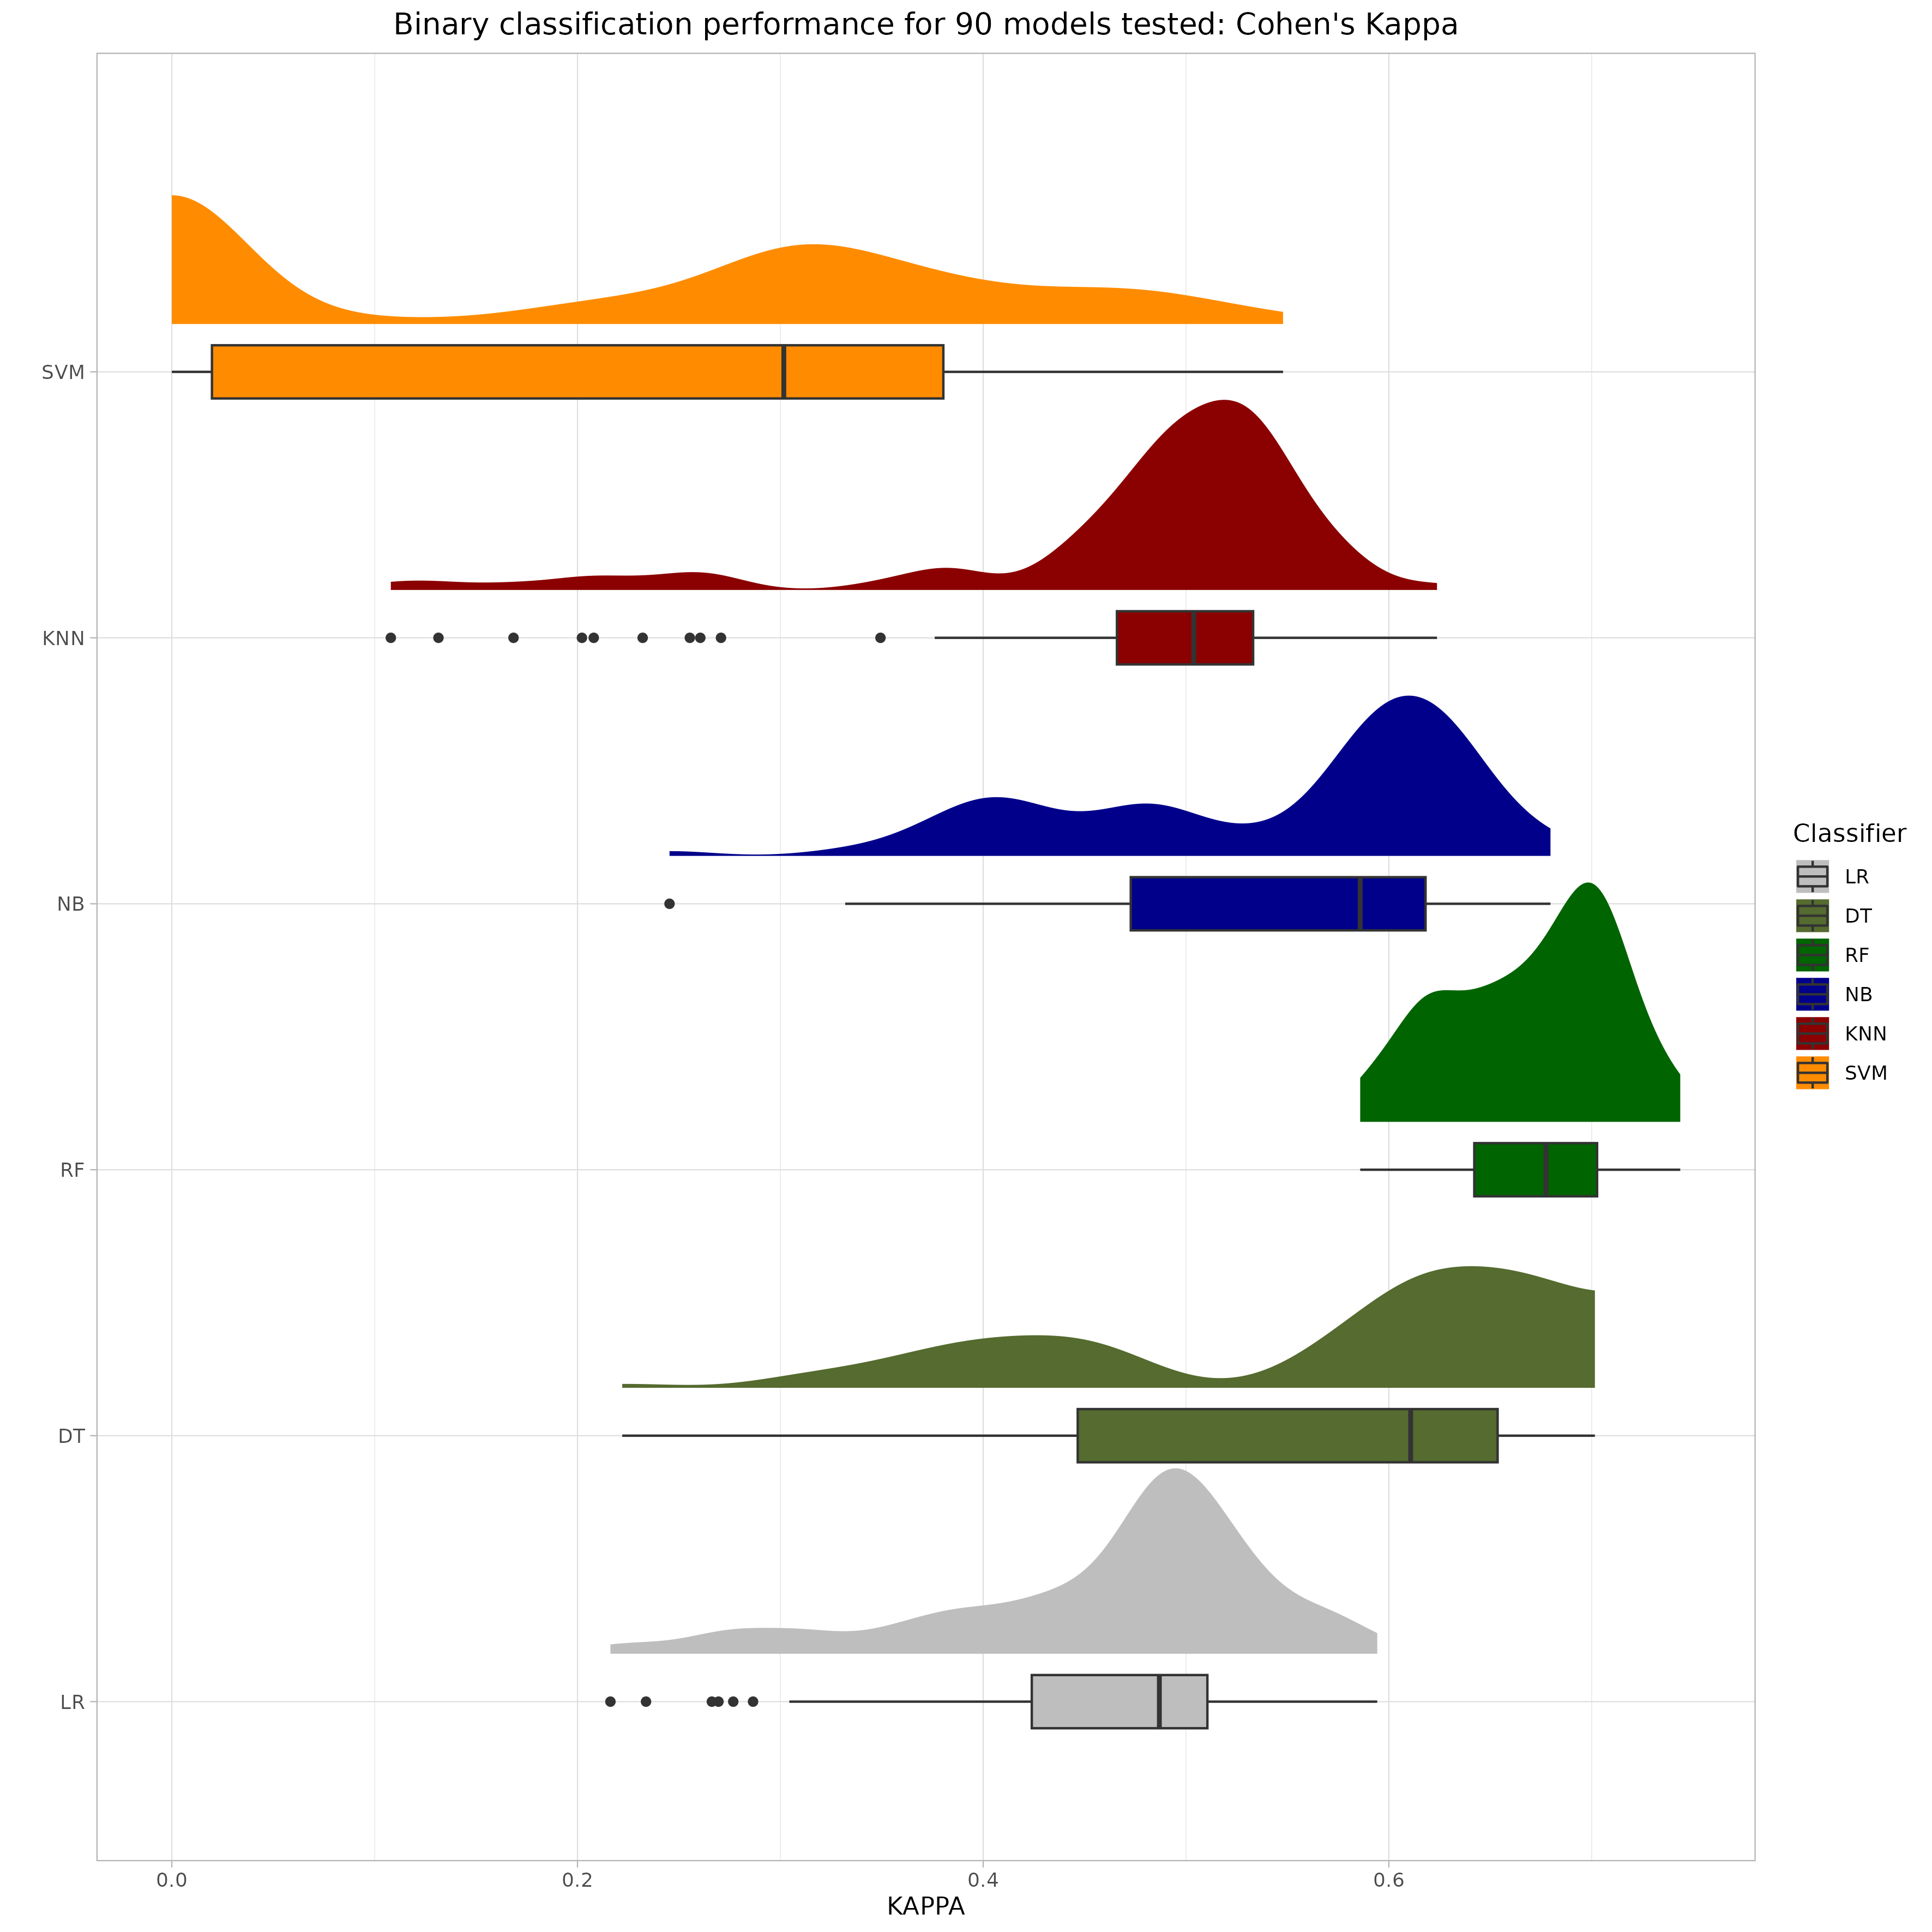 Binary classification performance for 90 models tested: Cohen's Kappa
SVM
KNN
NB
RF
DT
LR
0.0
0.2
0.4
0.6
KAPPA
Classifier
LR
DT
RF
NB
KNN
SVM